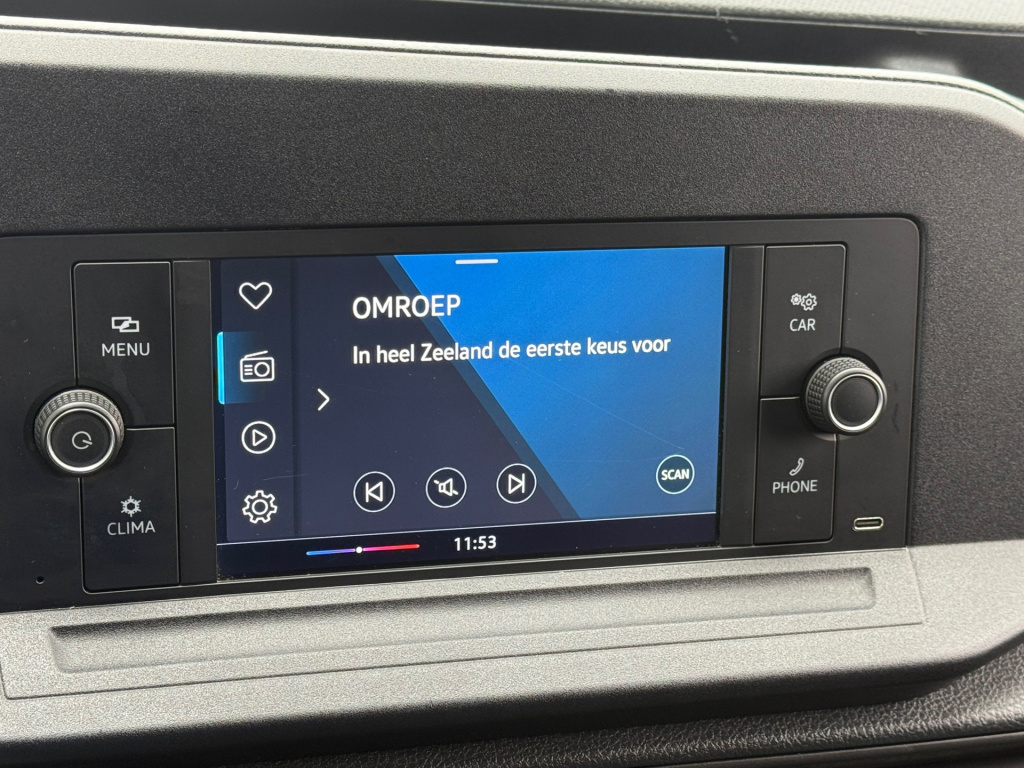 MENU
CLIMA
OMROEP
In heel Zeeland de eerste keus voor
SCAN
11:53
CAR
PHONE